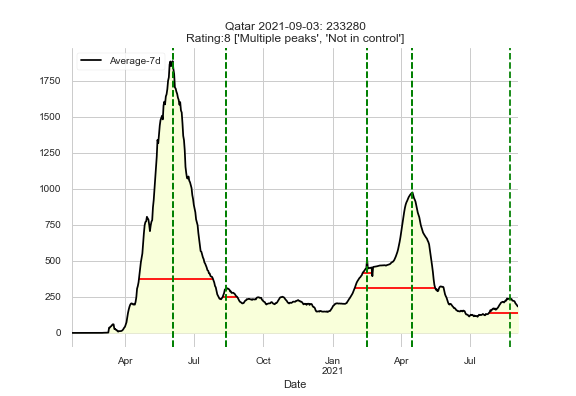 Qatar 2021-09-03: 233280
Rating:8 ['Multiple peaks', 'Not in control']
Average-7d
1750
1500
1250
1000
750
500
250
0
Apr Jul Oct Jan Apr Jul
2021
Date